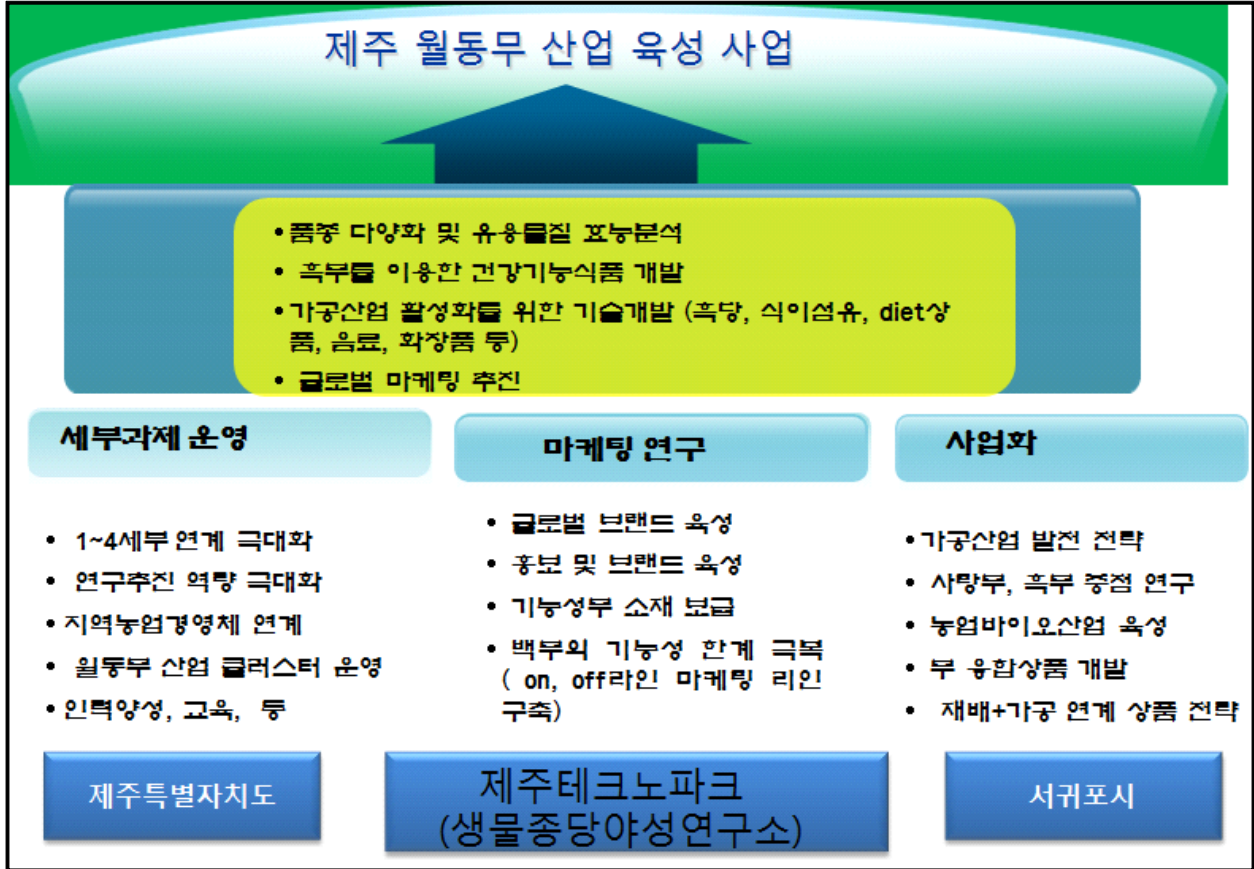 제주 월동무 산업 육성 사업
•품종 다양화 및 유용물질 효능분석
• 흑무를 이용한 건강기능식품 개발
•가공산업 활성화를 위한 기술개발 (흑당, 식이섬유, diet상
품, 음료, 화장품 등)
• 글로벌 마케팅 추진
세부과제 운영
• 1~4세부 연계 극대화
• 연구추진 역량 극대화
•지역농업경영체 연계
• 월동무 산업 클러스터 운영
•인력양성, 교육, 등
마케팅 연구
• 글로벌 브랜드 육성
• 홍보 및 브랜드 육성
• 기능성무 소재 보급
• 백무의 기능성 한계 극복
( on, off라인 마케팅 리인
구축)
사업화
•가공산업 발전 전략
• 사탕무, 흑무 중점 연구
• 농업바이오산업 육성
• 무 융합상품 개발
• 재배+가공 연계 상품 전략
제주특별자치도
제주테크노파크
(생물종당야성연구소)
서귀포시